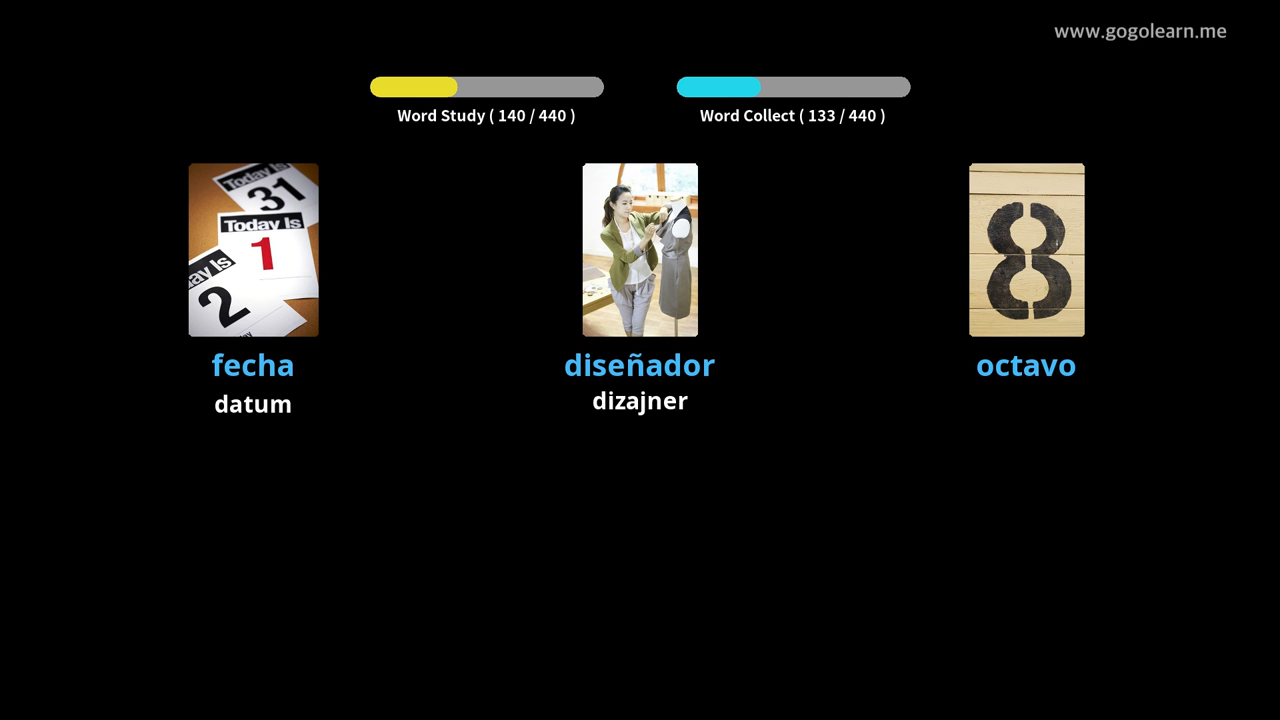 www.gogolearn.me
Word Study ( 140 / 440 )
Word Collect ( 133 / 440 )
Today Is
31
Today Is
1
ay Is
2
8
fecha
diseñador
octavo
datum
dizajner